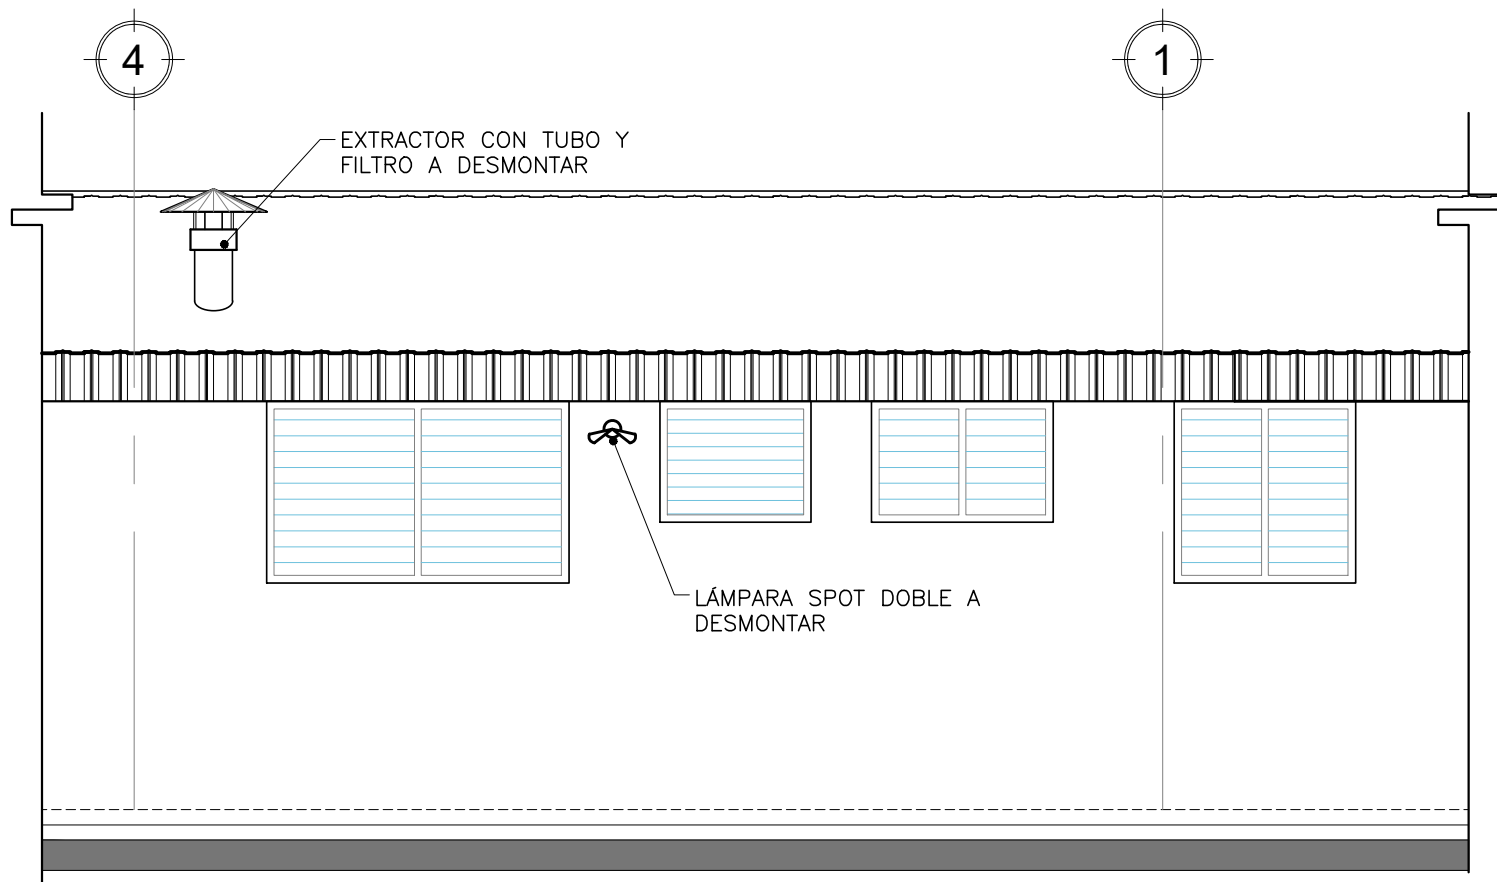 4
1
EXTRACTOR CON TUBO Y
FILTRO A DESMONTAR
LÁMPARA SPOT DOBLE A
DESMONTAR